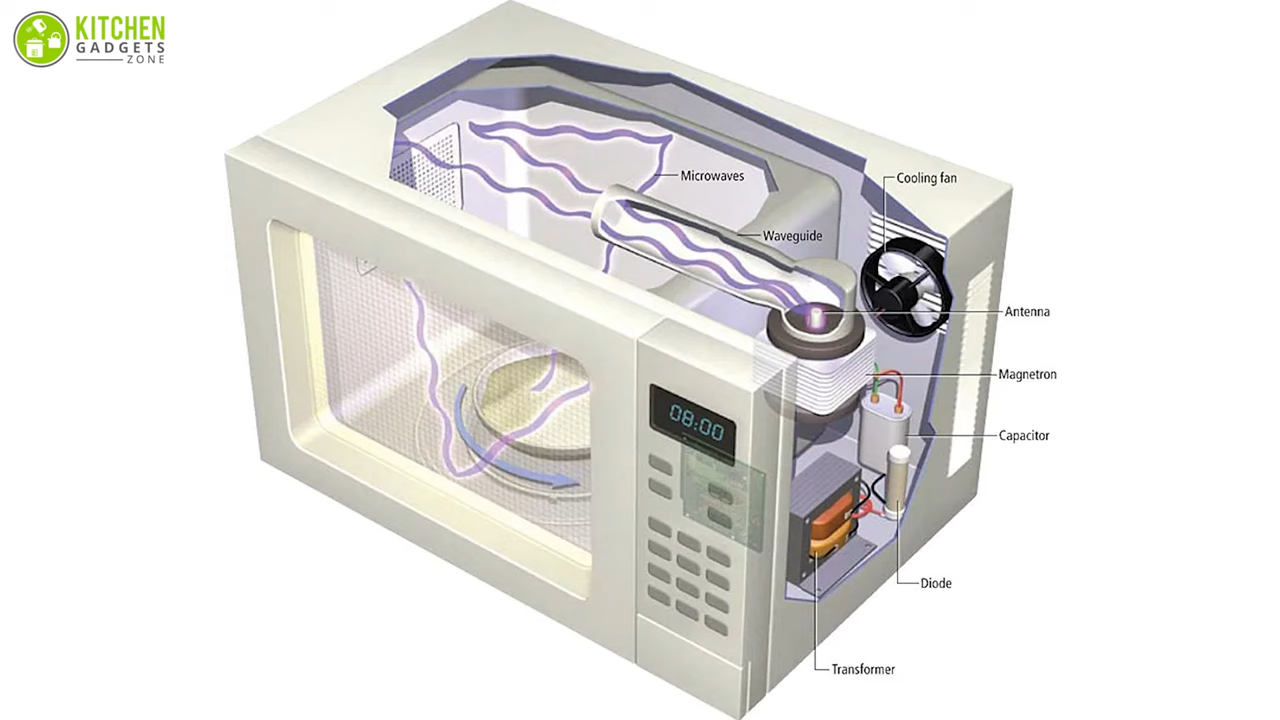 KITCHEN
GADGETS
ZONE
Microwaves
Cooling fan
Waveguide
Antenna
Magnetron
08:00
Capacitor
Diode
Transformer